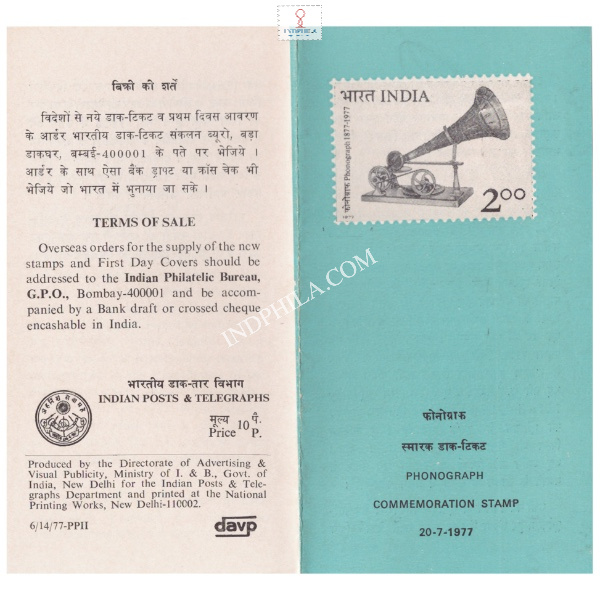 INDPHILA
बिक्री की शर्तें
विदेशों से नये डाक-टिकट व प्रथम दिवस आवरण
के आर्डर भारतीय डाक-टिकट संकलन ब्यूरो, बड़ा
डाकघर, बम्बई-400001 के पते पर भेजिये ।
आर्डर के साथ ऐसा बैंक ड्राफ्ट या क्रॉस चेक भी
भेजिये जो भारत में भुनाया जा सके ।
TERMS OF SALE
Overseas orders for the supply of the new
stamps and First Day Covers should be
addressed to the Indian Philatelic Bureau,
G.P.O., Bombay-400001 and be accom-
panied by a Bank draft or crossed cheque
encashable in India.
भारतीय डाक-तार विभाग
INDIAN POSTS & TELEGRAPHS
मूल्य 10 पै.
Price P.
Produced by the Directorate of Advertising &
Visual Publicity, Ministry of I. & B., Govt. of
India, New Delhi for the Indian Posts & Tele-
graphs Department and printed at the National
Printing Works, New Delhi-110002.
6/14/77-PPII
davp
भारत INDIA
फोनोग्राफ Phonograph 1877-1977
200
INDPHILA.COM
फोनोग्राफ
स्मारक डाक-टिकट
PHONOGRAPH
COMMEMORATION STAMP
20-7-1977